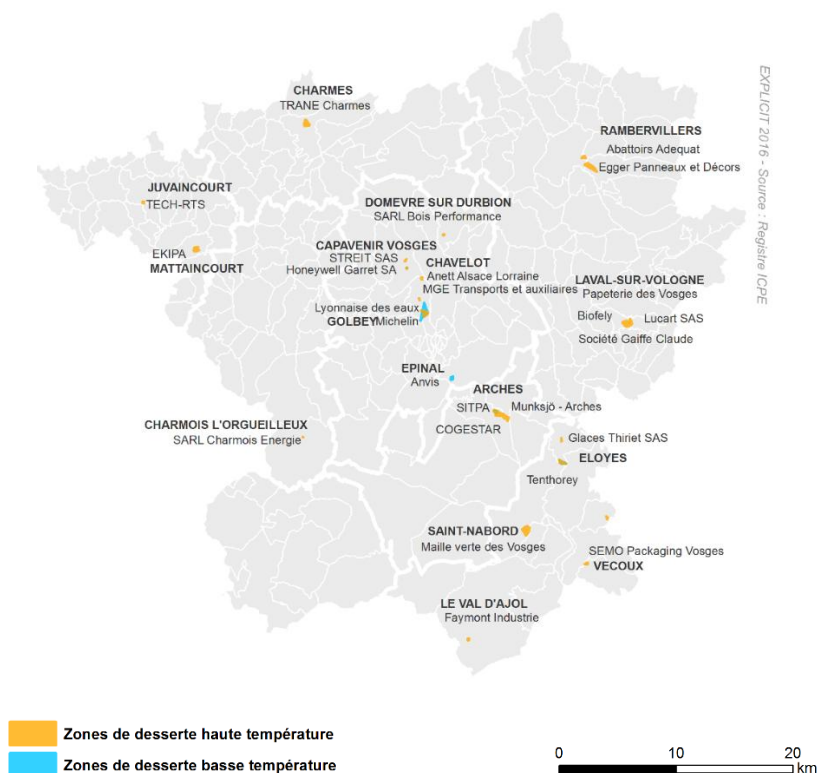 CHARMES
TRANE Charmes
EXPLICIT 2016 - Source : Registre ICPE
RAMBERVILLERS
Abattoirs Adequat
Egger Panneaux et Décors
JUVAINCOURT
TECH-RTS
DOMEVRE SUR DURBION
SARL Bois Performance
EKIPA
MATTAINCOURT
CAPAVENIR VOSGES
STREIT SAS
Honeywell Garret SA
CHAVELOT
Anett Alsace Lorraine
MGE Transports et auxiliaires
LAVAL-SUR-VOLOGNE
Papeterie des Vosges
Biofely
Lucart SAS
Société Gaiffe Claude
Lyonnaise des eaux
GOLBEY Michelin
EPINAL
Anvis
ARCHES
SITPA
Munksjö - Arches
COGESTAR
CHARMOIS L'ORGUEILLEUX
SARL Charmois Energie
Glaces Thiriet SAS
ELOYES
Tenthorey
SAINT-NABORD
Maille verte des Vosges
SEMO Packaging Vosges
VECOUX
LE VAL D'AJOL
Faymont Industrie
Zones de desserte haute température
Zones de desserte basse température
0 10 20
km